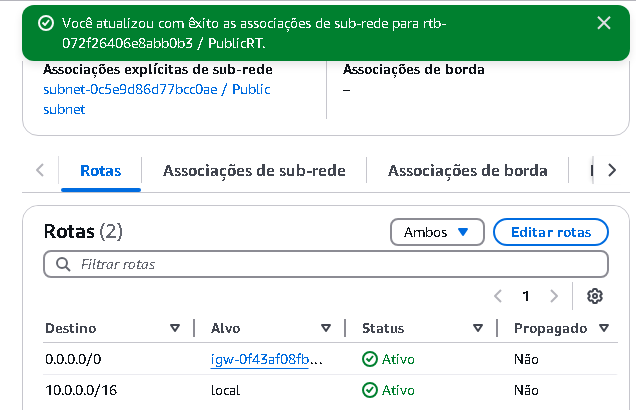 Você atualizou com êxito as associações de sub-rede para rtb-
072f26406e8abb0b3 / PublicRT.
Associações explícitas de sub-rede
subnet-0c5e9d86d77bcc0ae / Public
subnet
Associações de borda
–
Rotas
Associações de sub-rede
Associações de borda
Rotas (2)
Ambos
Editar rotas
Filtrar rotas
1
Destino Alvo Status Propagado
0.0.0.0/0 igw-0f43af08fb... Ativo Não
10.0.0.0/16 local Ativo Não